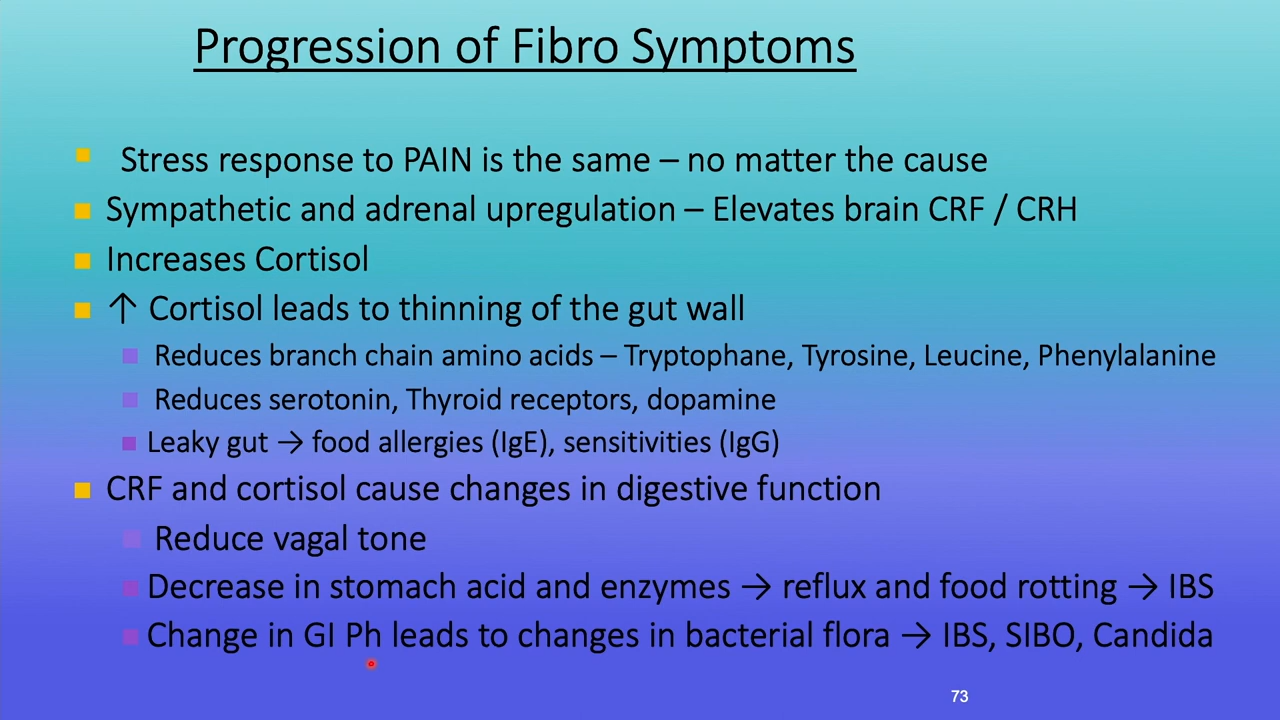 Progression of Fibro Symptoms
Stress response to PAIN is the same – no matter the cause
Sympathetic and adrenal upregulation – Elevates brain CRF / CRH
Increases Cortisol
↑ Cortisol leads to thinning of the gut wall
Reduces branch chain amino acids – Tryptophane, Tyrosine, Leucine, Phenylalanine
Reduces serotonin, Thyroid receptors, dopamine
Leaky gut → food allergies (IgE), sensitivities (IgG)
CRF and cortisol cause changes in digestive function
Reduce vagal tone
Decrease in stomach acid and enzymes → reflux and food rotting → IBS
Change in GI Ph leads to changes in bacterial flora → IBS, SIBO, Candida
73